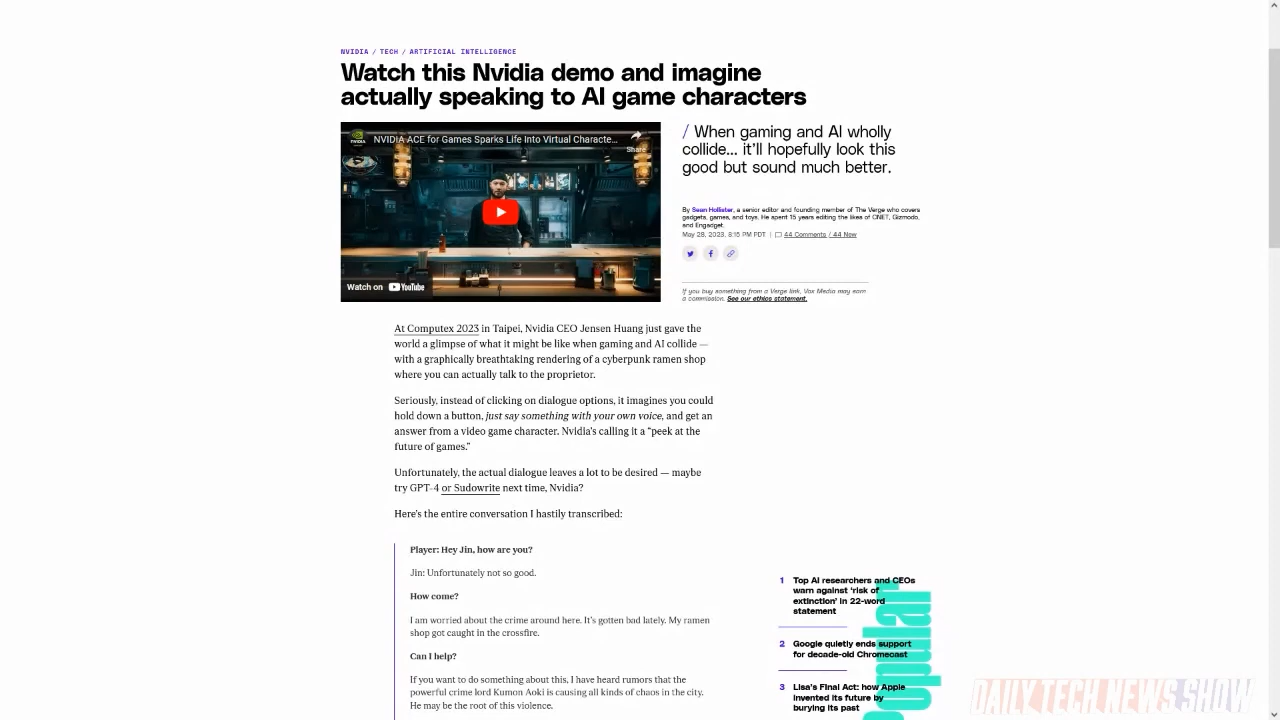 NVIDIA / TECH / ARTIFICIAL INTELLIGENCE
Watch this Nvidia demo and imagine
actually speaking to AI game characters
NVIDIA ACE for Games Sparks Life Into Virtual Characte...
NVIDIA
Share
Watch on YouTube
/ When gaming and AI wholly
collide... it'll hopefully look this
good but sound much better.
By Sean Hollister, a senior editor and founding member of The Verge who covers
gadgets, games, and toys. He spent 15 years editing the likes of CNET, Gizmodo,
and Engadget.
May 28, 2023, 8:15 PM PDT | 44 Comments / 44 New
If you buy something from a Verge link, Vox Media may earn
a commission. See our ethics statement.
At Computex 2023 in Taipei, Nvidia CEO Jensen Huang just gave the
world a glimpse of what it might be like when gaming and AI collide —
with a graphically breathtaking rendering of a cyberpunk ramen shop
where you can actually talk to the proprietor.
Seriously, instead of clicking on dialogue options, it imagines you could
hold down a button, just say something with your own voice, and get an
answer from a video game character. Nvidia's calling it a “peek at the
future of games.”
Unfortunately, the actual dialogue leaves a lot to be desired — maybe
try GPT-4 or Sudowrite next time, Nvidia?
Here's the entire conversation I hastily transcribed:
Player: Hey Jin, how are you?
Jin: Unfortunately not so good.
How come?
I am worried about the crime around here. It's gotten bad lately. My ramen
shop got caught in the crossfire.
Can I help?
If you want to do something about this, I have heard rumors that the
powerful crime lord Kumon Aoki is causing all kinds of chaos in the city.
He may be the root of this violence.
1 Top AI researchers and CEOs
warn against ‘risk of
extinction’ in 22-word
statement
2 Google quietly ends support
for decade-old Chromecast
3 Lisa's Final Act: how Apple
invented its future by
burying its past
DAILY TECH NEWS SHOW